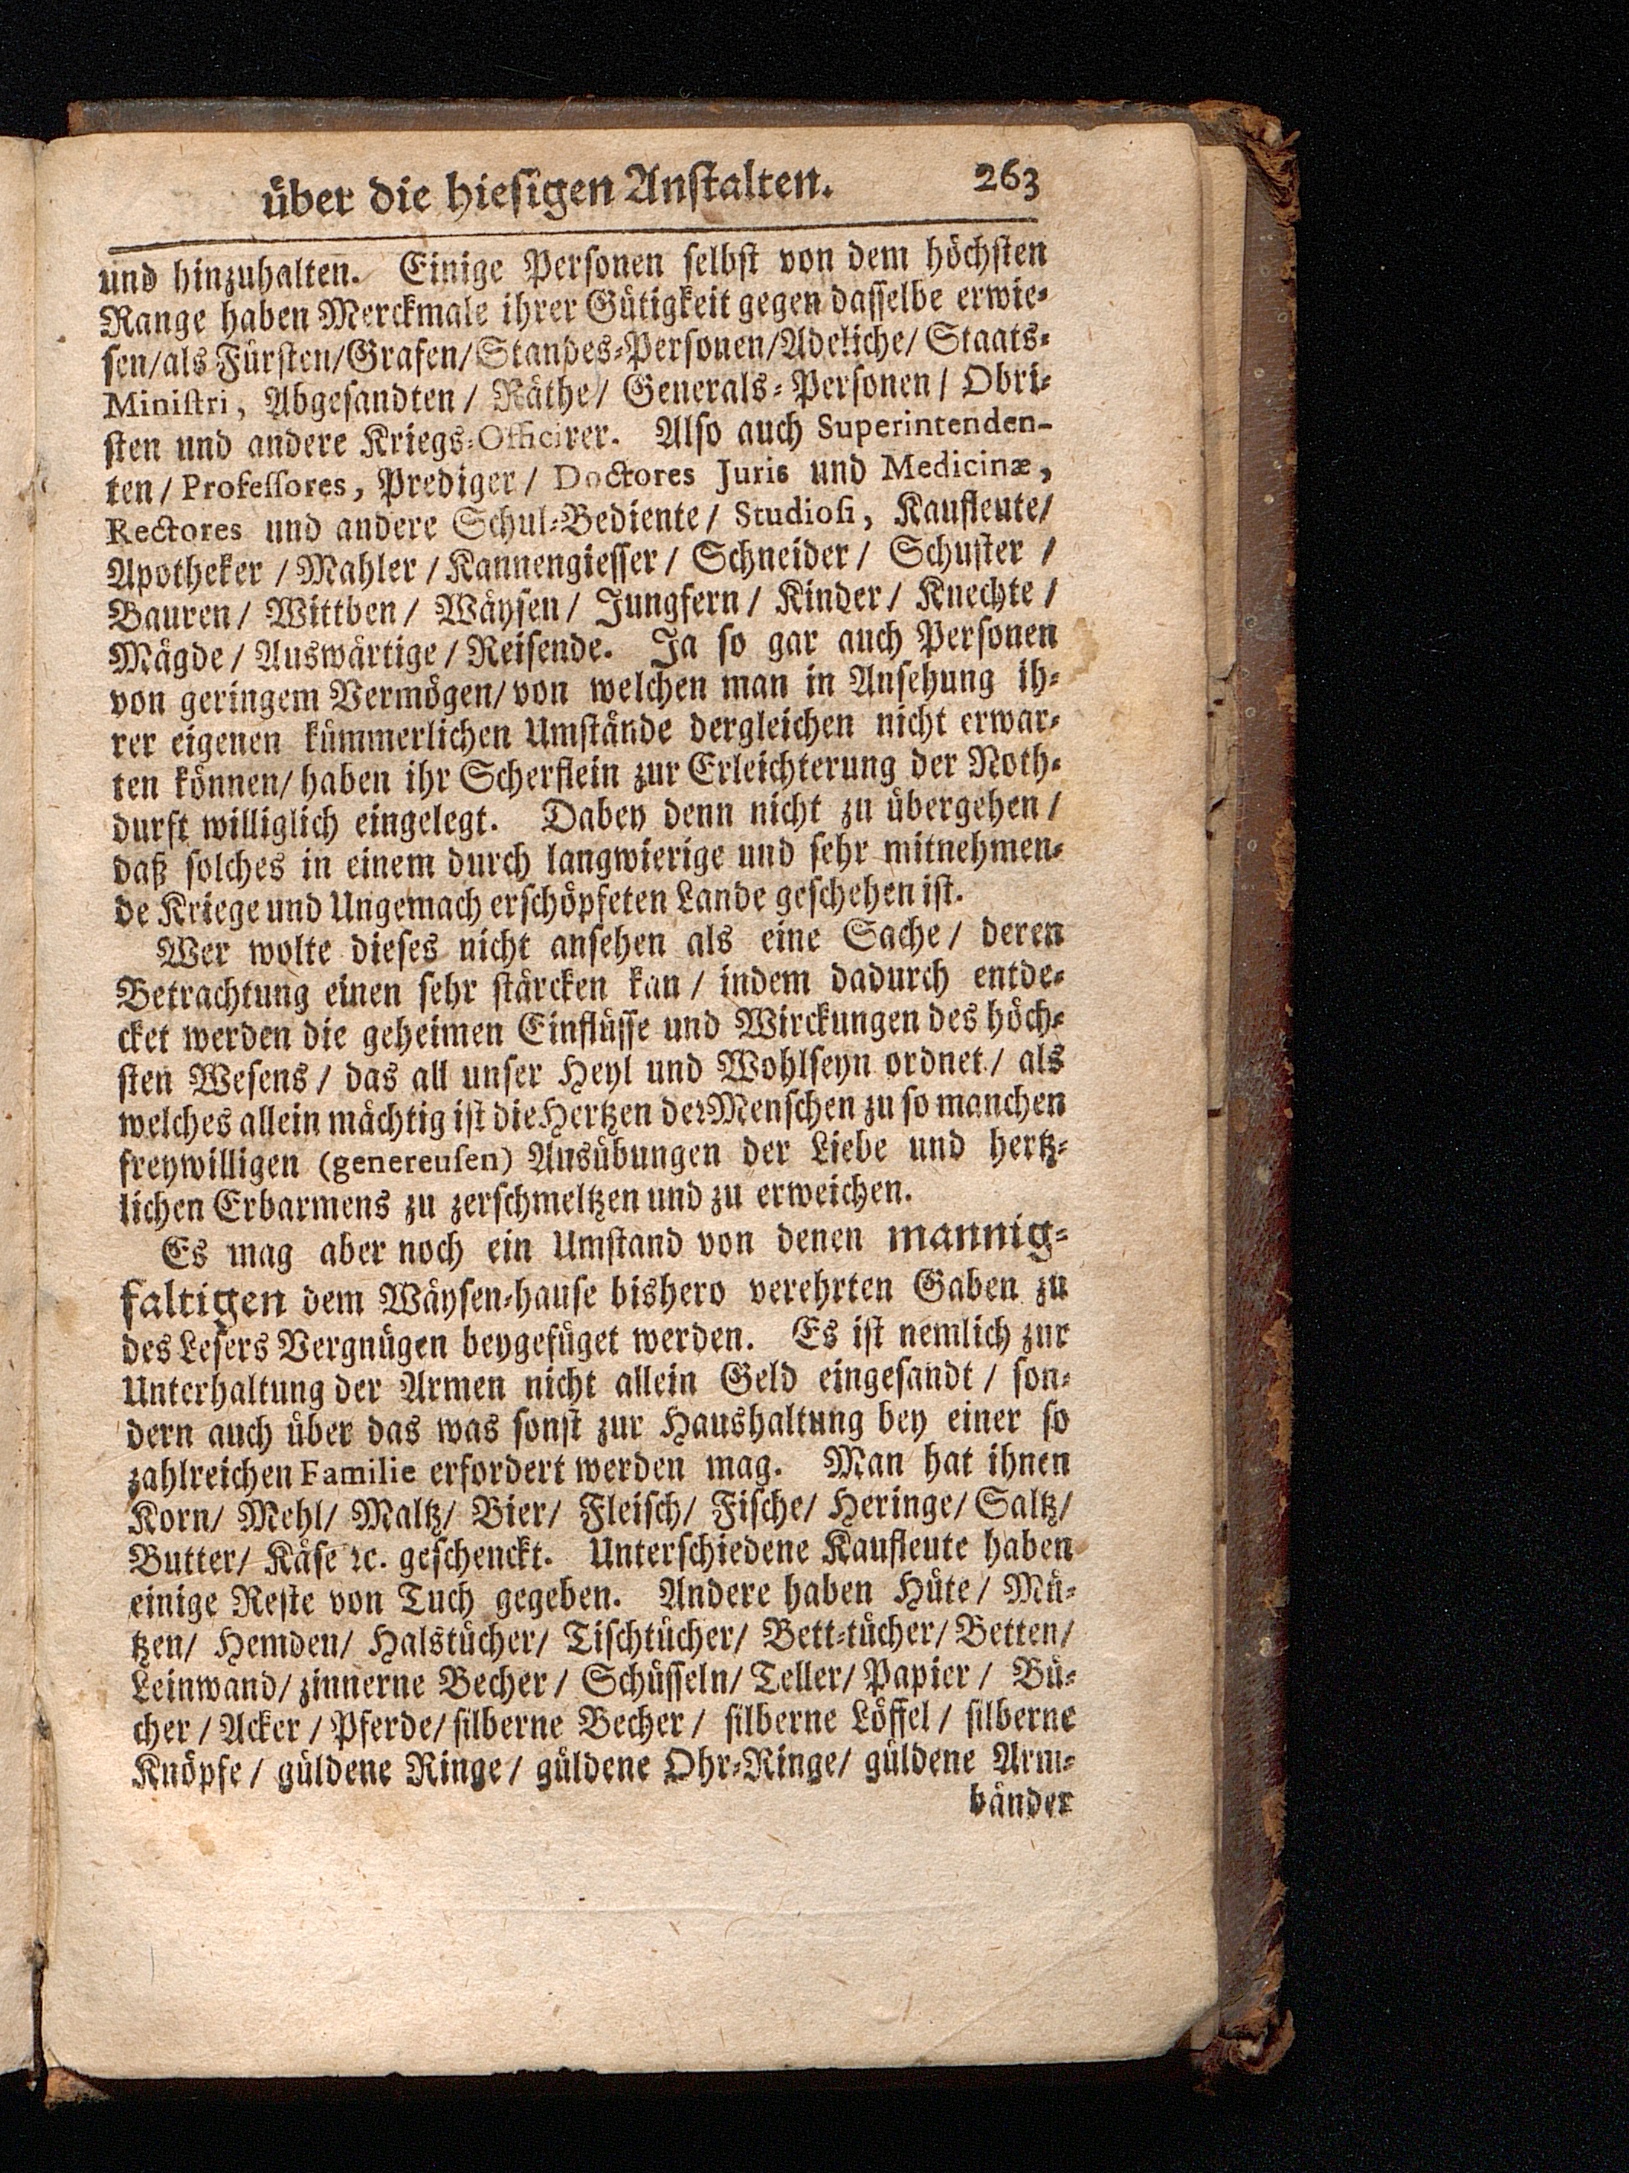 über die hiesigen Anstalten. 263
und hinzuhalten. Einige Personen selbst von dem höchsten
Range haben Merckmale ihrer Gütigkeit gegen dasselbe erwie-
sen/als Fürsten/Grafen/Standes-Personen/Adeliche/ Staats-
Ministri, Abgesandten/ Räthe/ Generals-Personen/ Obri-
sten und andere Kriegs-Officirer. Also auch Superintenden-
ten/ Professores, Prediger/ Doctores Juris und Medicinæ,
Rectores und andere Schul-Bediente/ Studiosi, Kaufleute/
Apotheker/ Mahler/ Kannengiesser/ Schneider/ Schuster/
Bauren/ Wittben/ Wäysen/ Jungfern/ Kinder/ Knechte/
Mägde/ Auswärtige/ Reisende. Ja so gar auch Personen
von geringem Vermögen/ von welchen man in Ansehung ih-
rer eigenen kümmerlichen Umstände dergleichen nicht erwar-
ten können/ haben ihr Scherflein zur Erleichterung der Noth-
durft williglich eingelegt. Dabey denn nicht zu übergehen/
daß solches in einem durch langwierige und sehr mitnehmen-
de Kriege und Ungemach erschöpfeten Lande geschehen ist.
Wer wolte dieses nicht ansehen als eine Sache/ deren
Betrachtung einen sehr stärcken kan/ indem dadurch entde-
cket werden die geheimen Einflüsse und Wirckungen des höch-
sten Wesens/ das all unser Heyl und Wohlseyn ordnet/ als
welches allein mächtig ist die Hertzen der Menschen zu so manchen
freywilligen (genereusen) Ausübungen der Liebe und hertz-
lichen Erbarmens zu zerschmeltzen und zu erweichen.
Es mag aber noch ein Umstand von denen mannig-
faltigen dem Wäysen-hause bishero verehrten Gaben zu
des Lesers Vergnügen beygefüget werden. Es ist nemlich zur
Unterhaltung der Armen nicht allein Geld eingesandt/ son-
dern auch über das was sonst zur Haushaltung bey einer so
zahlreichen Familie erfordert werden mag. Man hat ihnen
Korn/ Mehl/ Maltz/ Bier/ Fleisch/ Fische/ Heringe/ Saltz/
Butter/ Käse ꝛc. geschenckt. Unterschiedene Kaufleute haben
einige Reste von Tuch gegeben. Andere haben Hüte/ Mü-
tzen/ Hemden/ Halstücher/ Tischtücher/ Bett-tücher/ Betten/
Leinwand/ zinnerne Becher/ Schüsseln/ Teller/ Papier/ Bü-
cher/ Acker/ Pferde/ silberne Becher/ silberne Löffel/ silberne
Knöpfe/ güldene Ringe/ güldene Ohr-Ringe/ güldene Arm-
bänder